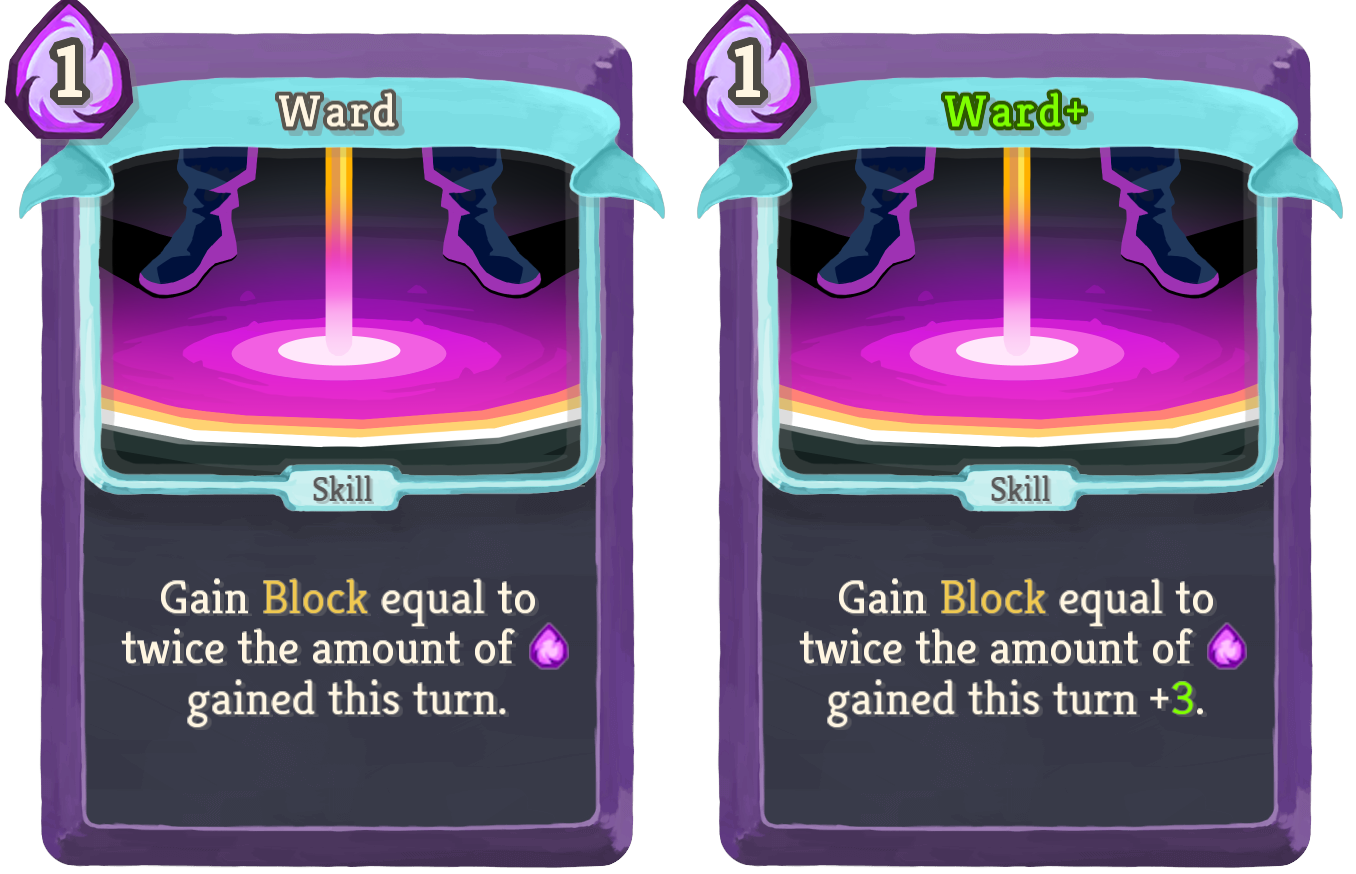 1
Ward
Skill
Gain Block equal to
twice the amount of
gained this turn.
1
Ward+
Skill
Gain Block equal to
twice the amount of
gained this turn +3.